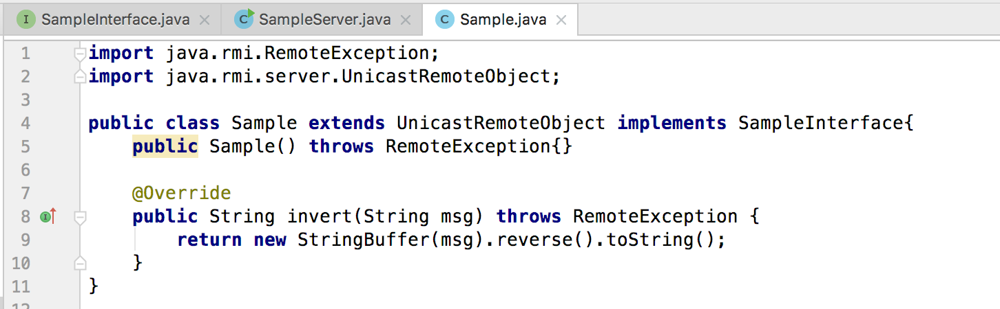 SampleInterface.java
SampleServer.java
Sample.java
1 import java.rmi.RemoteException;
2 import java.rmi.server.UnicastRemoteObject;
3
4 public class Sample extends UnicastRemoteObject implements SampleInterface{
5     public Sample() throws RemoteException{}
6
7     @Override
8     public String invert(String msg) throws RemoteException {
9         return new StringBuffer(msg).reverse().toString();
10     }
11 }
12